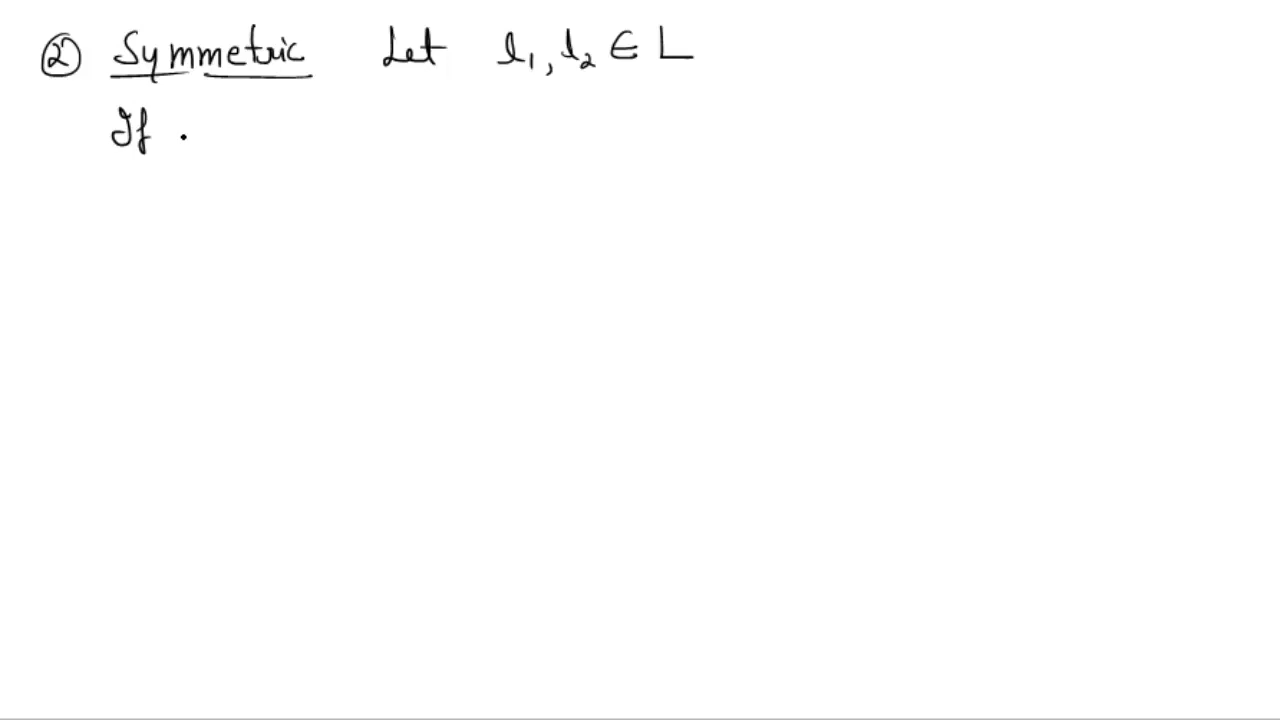 ② Symmetric Let l₁, l₂ ∈ L
If .